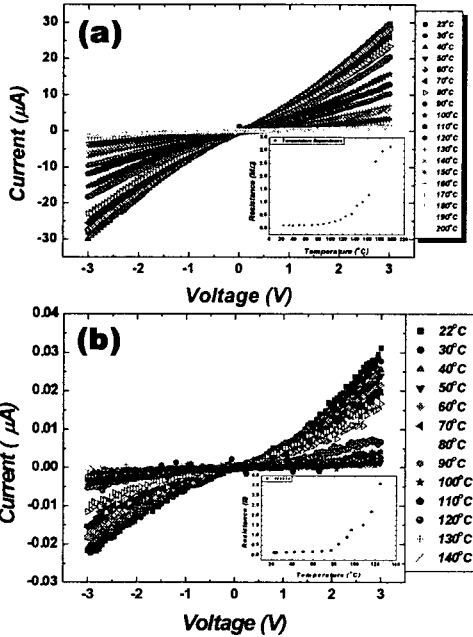 (a)
Current (μA)
30
20
10
0
-10
-20
-30
-3
-2
-1
0
1
2
3
Voltage (V)
Temperature Dependence
Resistance (MΩ)
Temperature (°C)
22°C
30°C
40°C
50°C
60°C
70°C
80°C
90°C
100°C
110°C
120°C
130°C
140°C
150°C
160°C
170°C
180°C
190°C
200°C
(b)
Current (μA)
0.04
0.03
0.02
0.01
0.00
-0.01
-0.02
-0.03
-3
-2
-1
0
1
2
3
Voltage (V)
Temperature (°C)
22°C
30°C
40°C
50°C
60°C
70°C
80°C
90°C
100°C
110°C
120°C
130°C
140°C